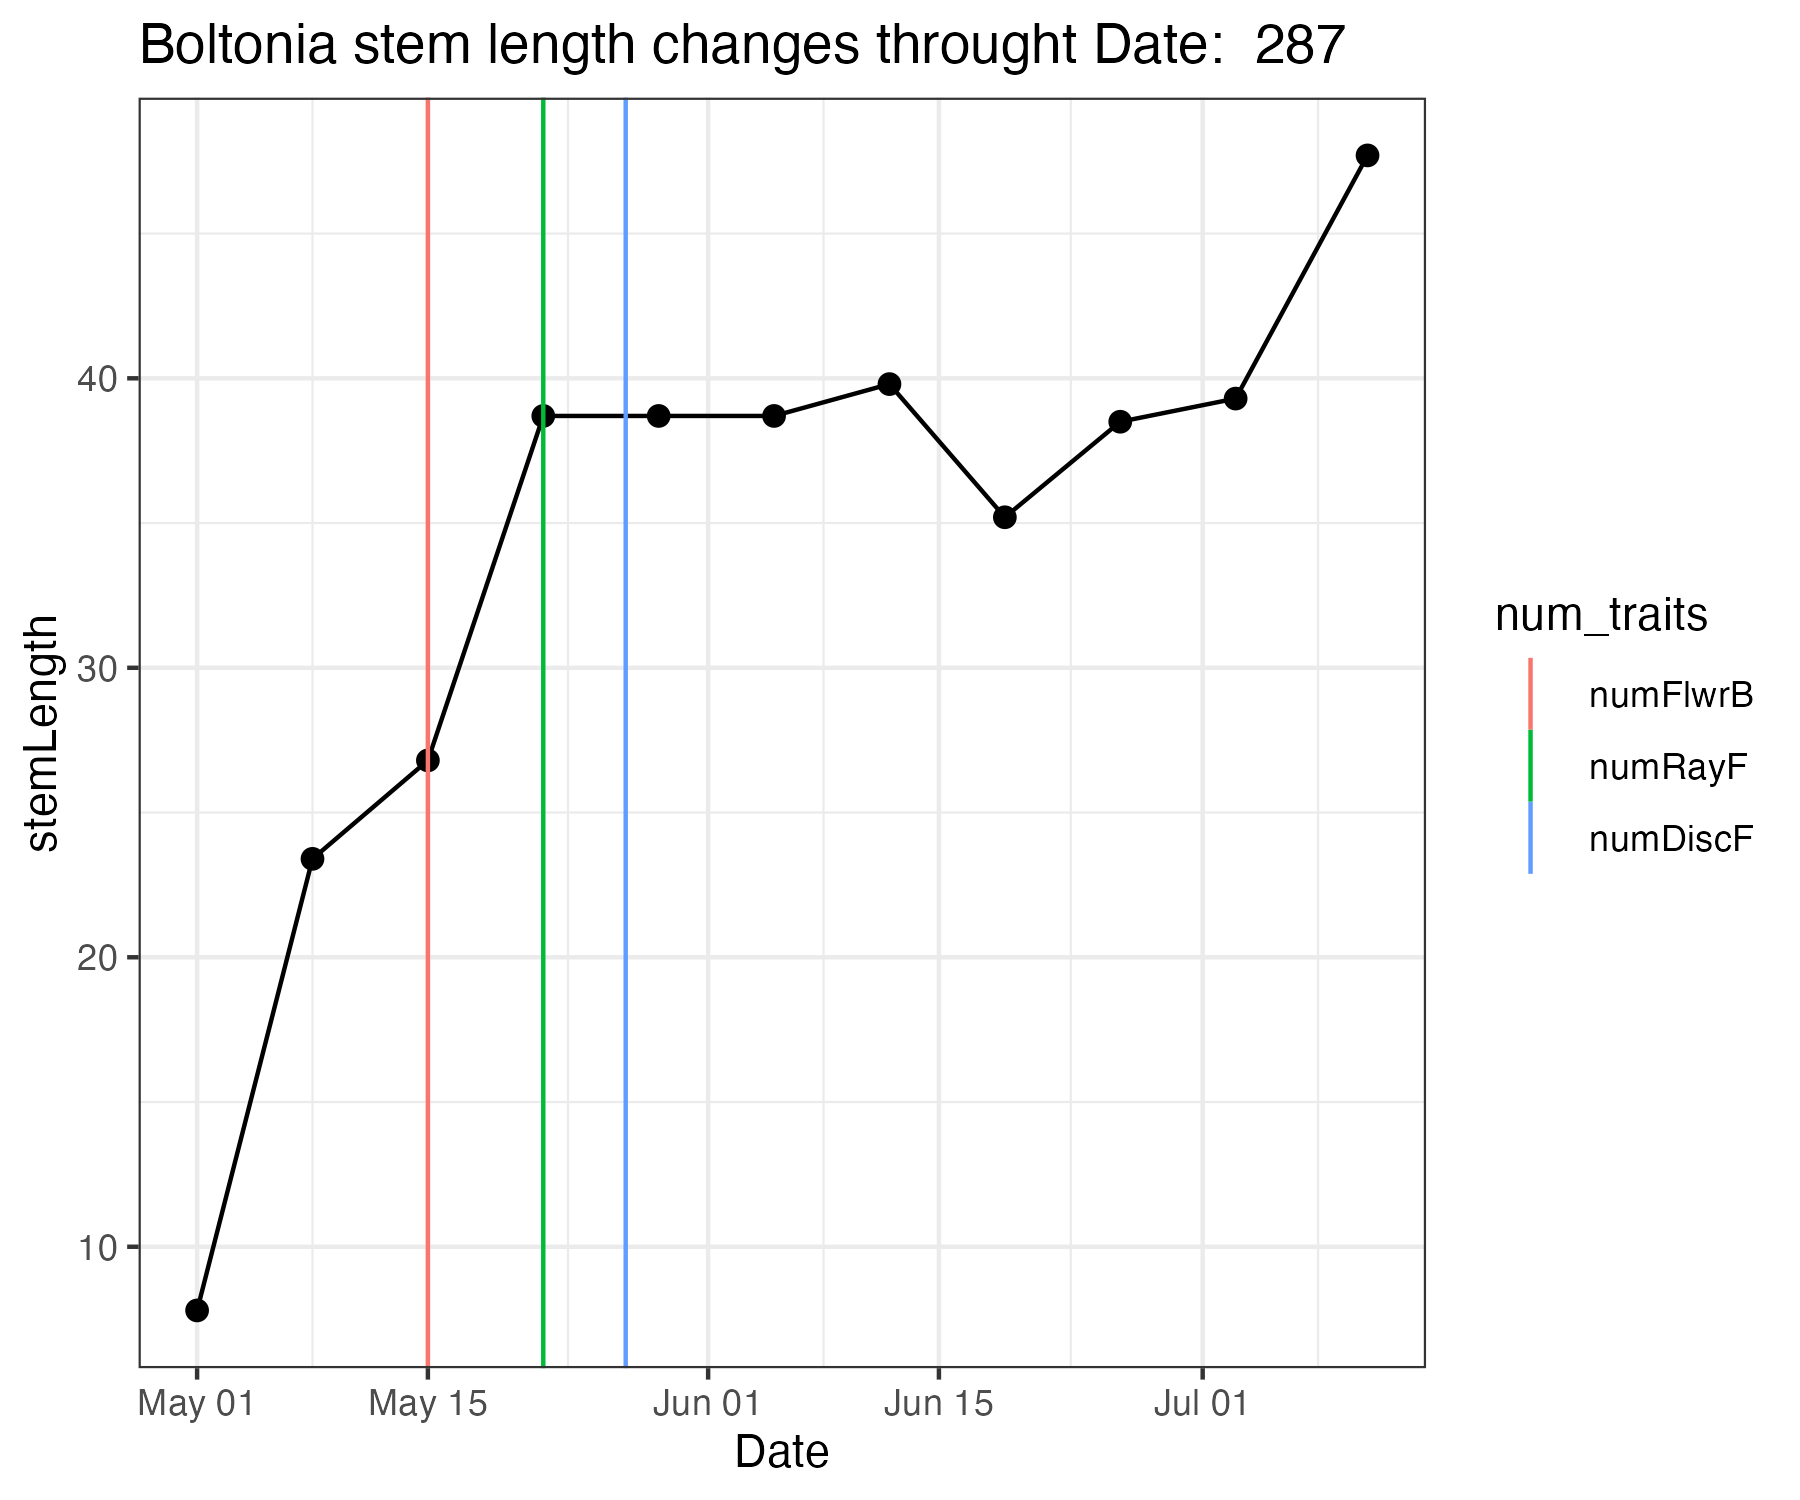 Boltonia stem length changes throught Date:  287
stemLength
40
30
20
10
May 01
May 15
Jun 01
Jun 15
Jul 01
Date
num_traits
numFlwrB
numRayF
numDiscF